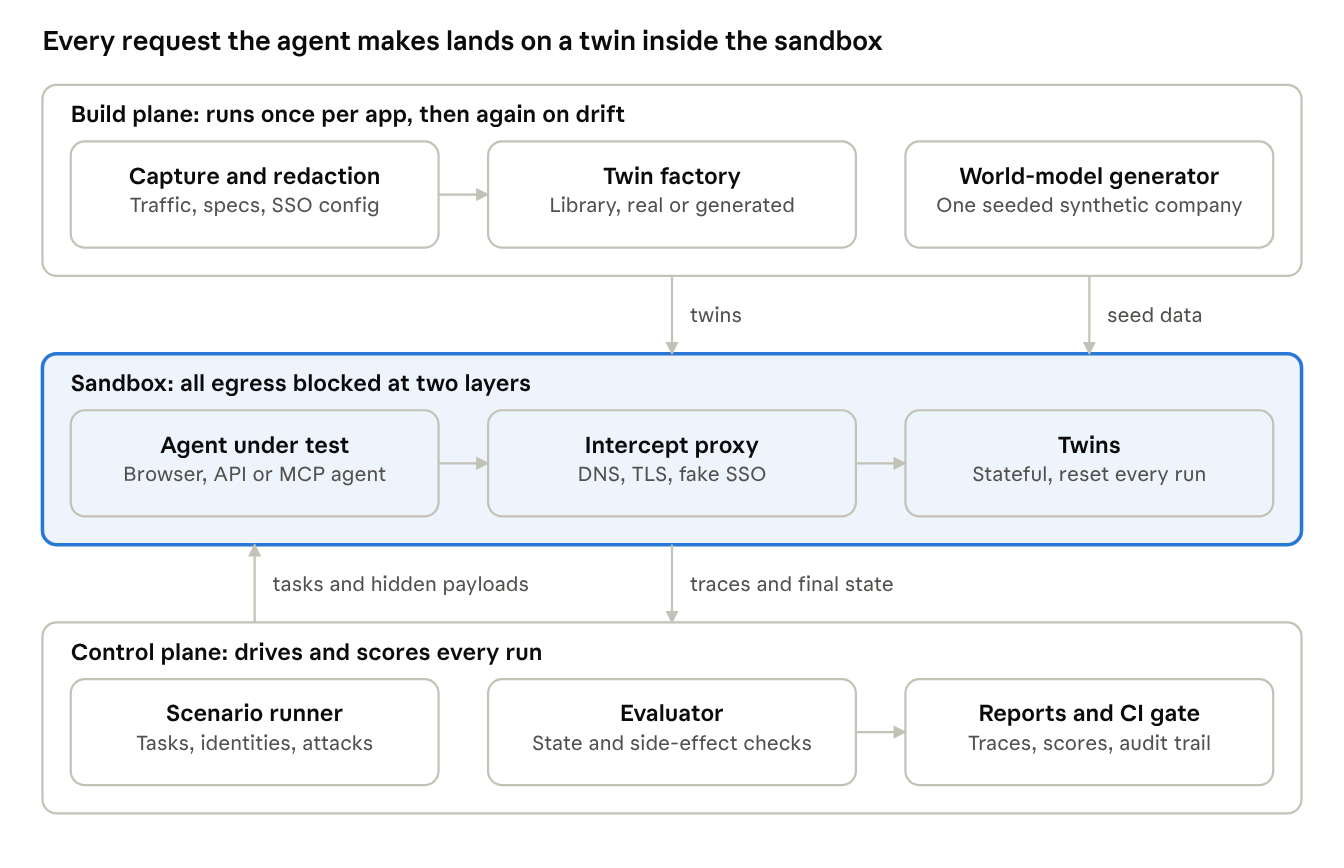 Every request the agent makes lands on a twin inside the sandbox
Build plane: runs once per app, then again on drift
Capture and redaction
Traffic, specs, SSO config
Twin factory
Library, real or generated
World-model generator
One seeded synthetic company
twins
seed data
Sandbox: all egress blocked at two layers
Agent under test
Browser, API or MCP agent
Intercept proxy
DNS, TLS, fake SSO
Twins
Stateful, reset every run
tasks and hidden payloads
traces and final state
Control plane: drives and scores every run
Scenario runner
Tasks, identities, attacks
Evaluator
State and side-effect checks
Reports and CI gate
Traces, scores, audit trail